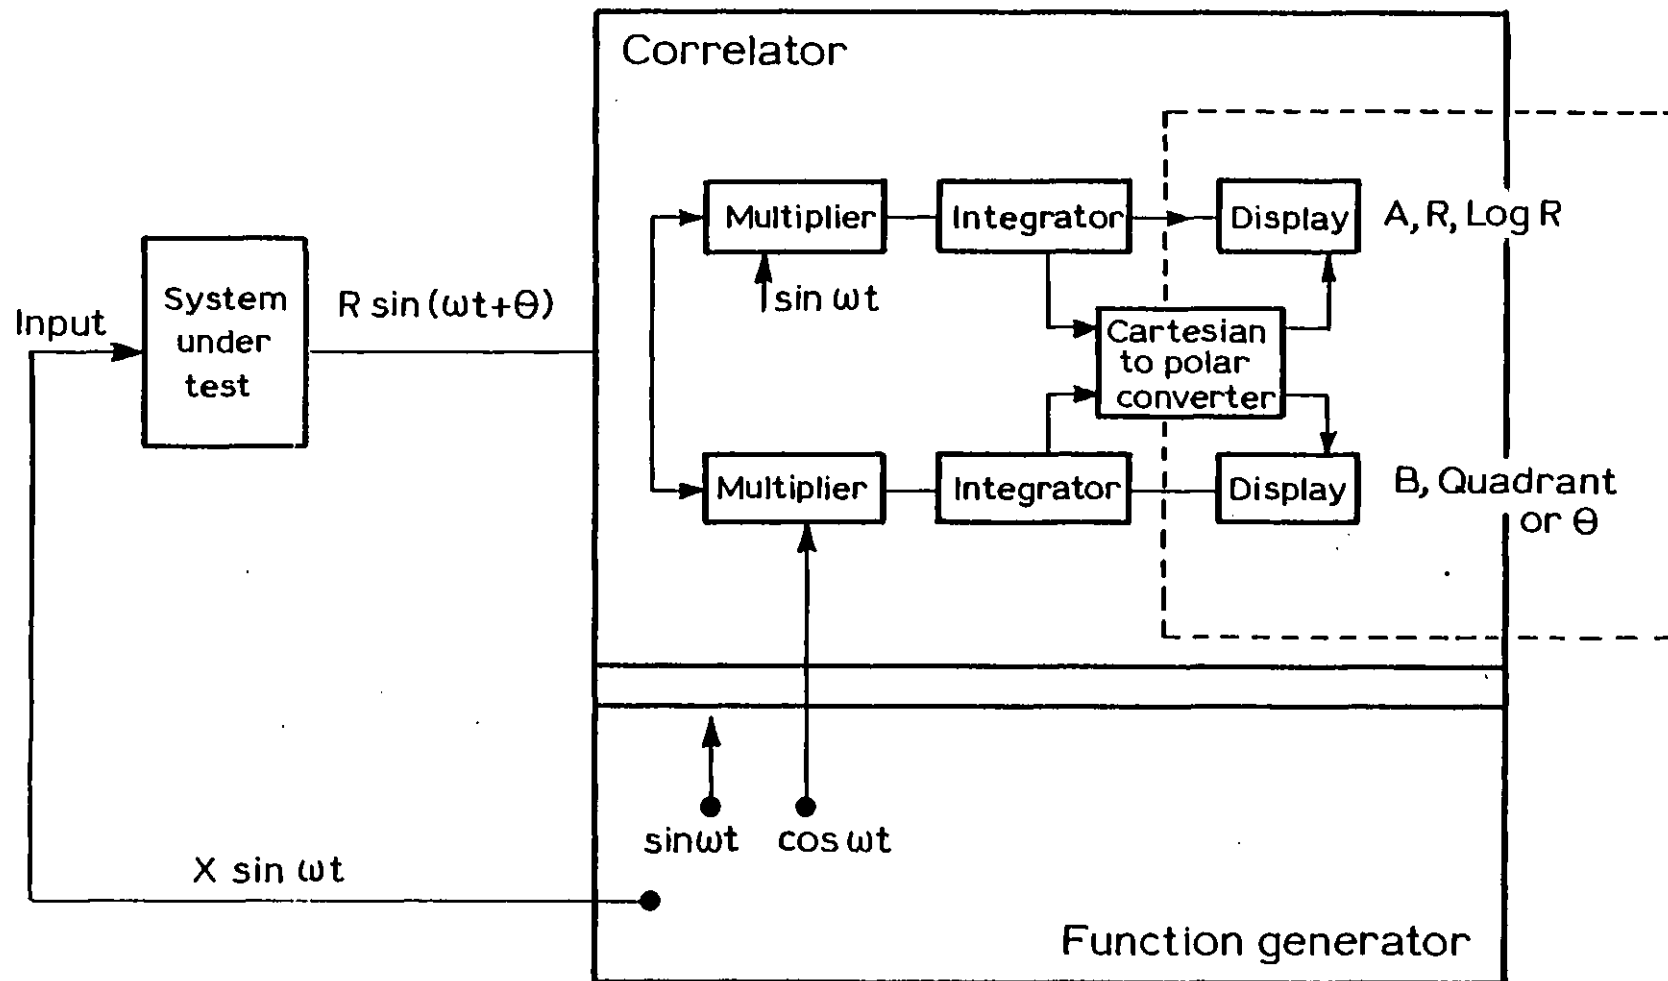 Correlator
Multiplier
Integrator
Display
A, R, Log R
sin ωt
System
under
test
Input
R sin (ωt+θ)
Cartesian
to polar
converter
Multiplier
Integrator
Display
B, Quadrant
or θ
sinωt
cos ωt
X sin ωt
Function generator